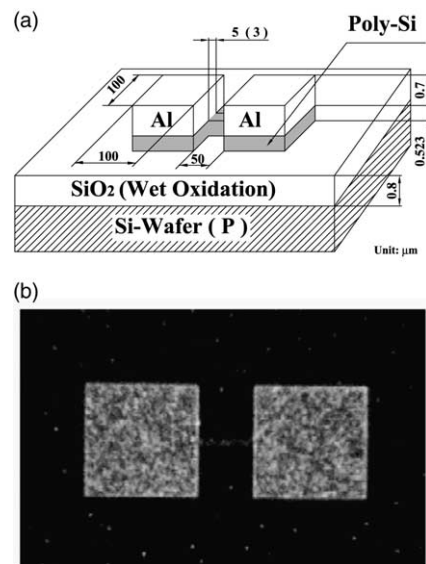 (a)
5 ( 3 )
Poly-Si
100
Al
Al
0.7
100
50
0.523
SiO2 (Wet Oxidation)
0.8
Si-Wafer ( P )
Unit: μm
(b)